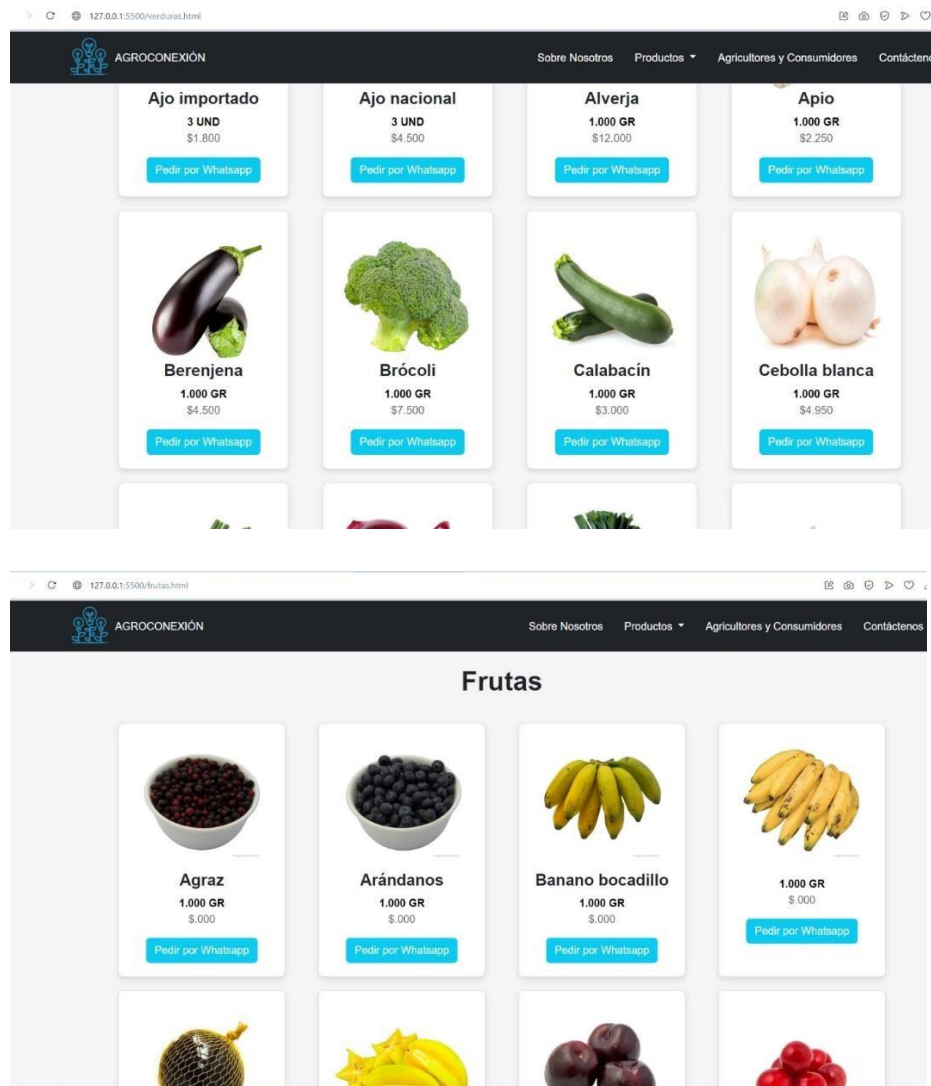 127.0.0.1:5500/verduras.html
AGROCONEXIÓN
Sobre Nosotros Productos Agricultores y Consumidores Contácteno
Ajo importado Ajo nacional Alverja Apio
3 UND 3 UND 1.000 GR 1.000 GR
$1.800 $4.500 $12.000 $2.250
Pedir por Whatsapp Pedir por Whatsapp Pedir por Whatsapp Pedir por Whatsapp
Berenjena Brócoli Calabacín Cebolla blanca
1.000 GR 1.000 GR 1.000 GR 1.000 GR
$4.500 $7.500 $3.000 $4.950
Pedir por Whatsapp Pedir por Whatsapp Pedir por Whatsapp Pedir por Whatsapp
127.0.0.1:5500/frutas.html
AGROCONEXIÓN
Sobre Nosotros Productos Agricultores y Consumidores Contáctenos
Frutas
Agraz Arándanos Banano bocadillo
1.000 GR 1.000 GR 1.000 GR 1.000 GR
$.000 $.000 $.000 $.000
Pedir por Whatsapp Pedir por Whatsapp Pedir por Whatsapp Pedir por Whatsapp